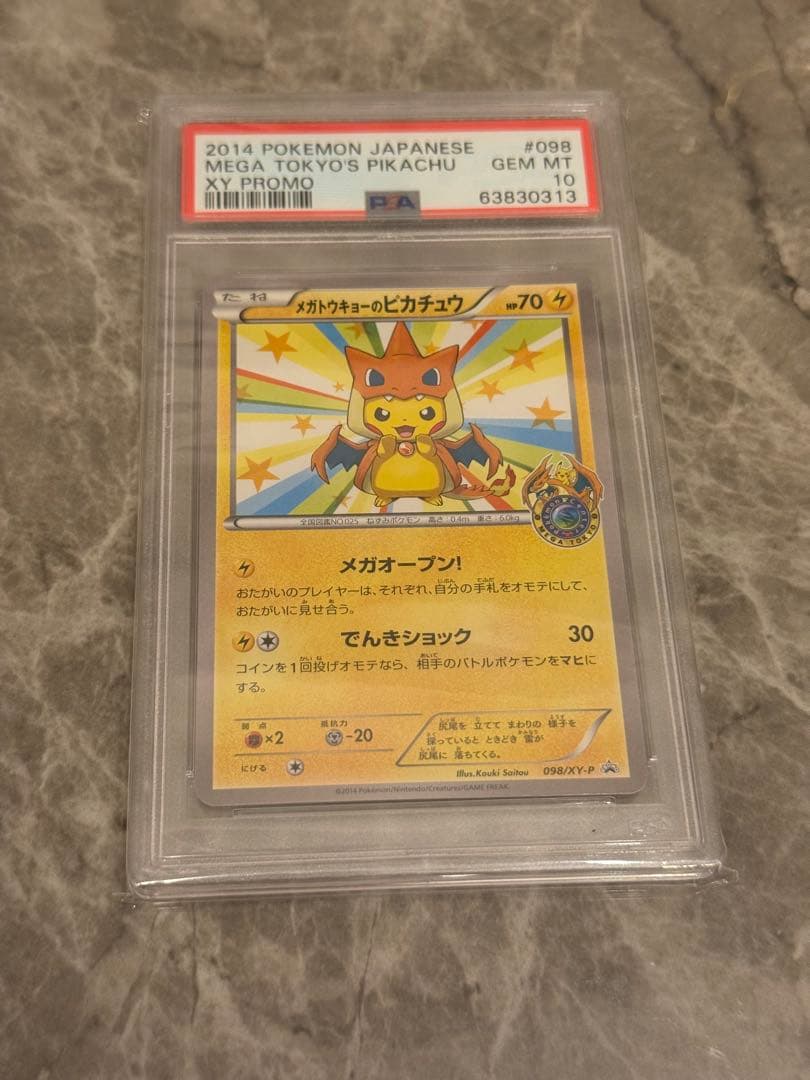 2014 POKEMON JAPANESE #098
MEGA TOKYO'S PIKACHU GEM MT
XY PROMO 10
PSA 63830313
たね メガトウキョーのピカチュウ HP70
全国図鑑NO.025 ねずみポケモン 高さ:0.4m 重さ:6.0kg
Pokémon Center
MEGA TOKYO
メガオープン!
おたがいのプレイヤーは、それぞれ、自分の手札をオモテにして、
おたがいに見せ合う。
でんきショック 30
コインを1回投げオモテなら、相手のバトルポケモンをマヒに
する。
弱点 抵抗力
×2 -20
にげる
尻尾を 立てて まわりの 様子を
探っていると ときどき 雷が
尻尾に 落ちてくる。
Illus.Kouki Saitou 098/XY-P
©2014 Pokémon/Nintendo/Creatures/GAME FREAK